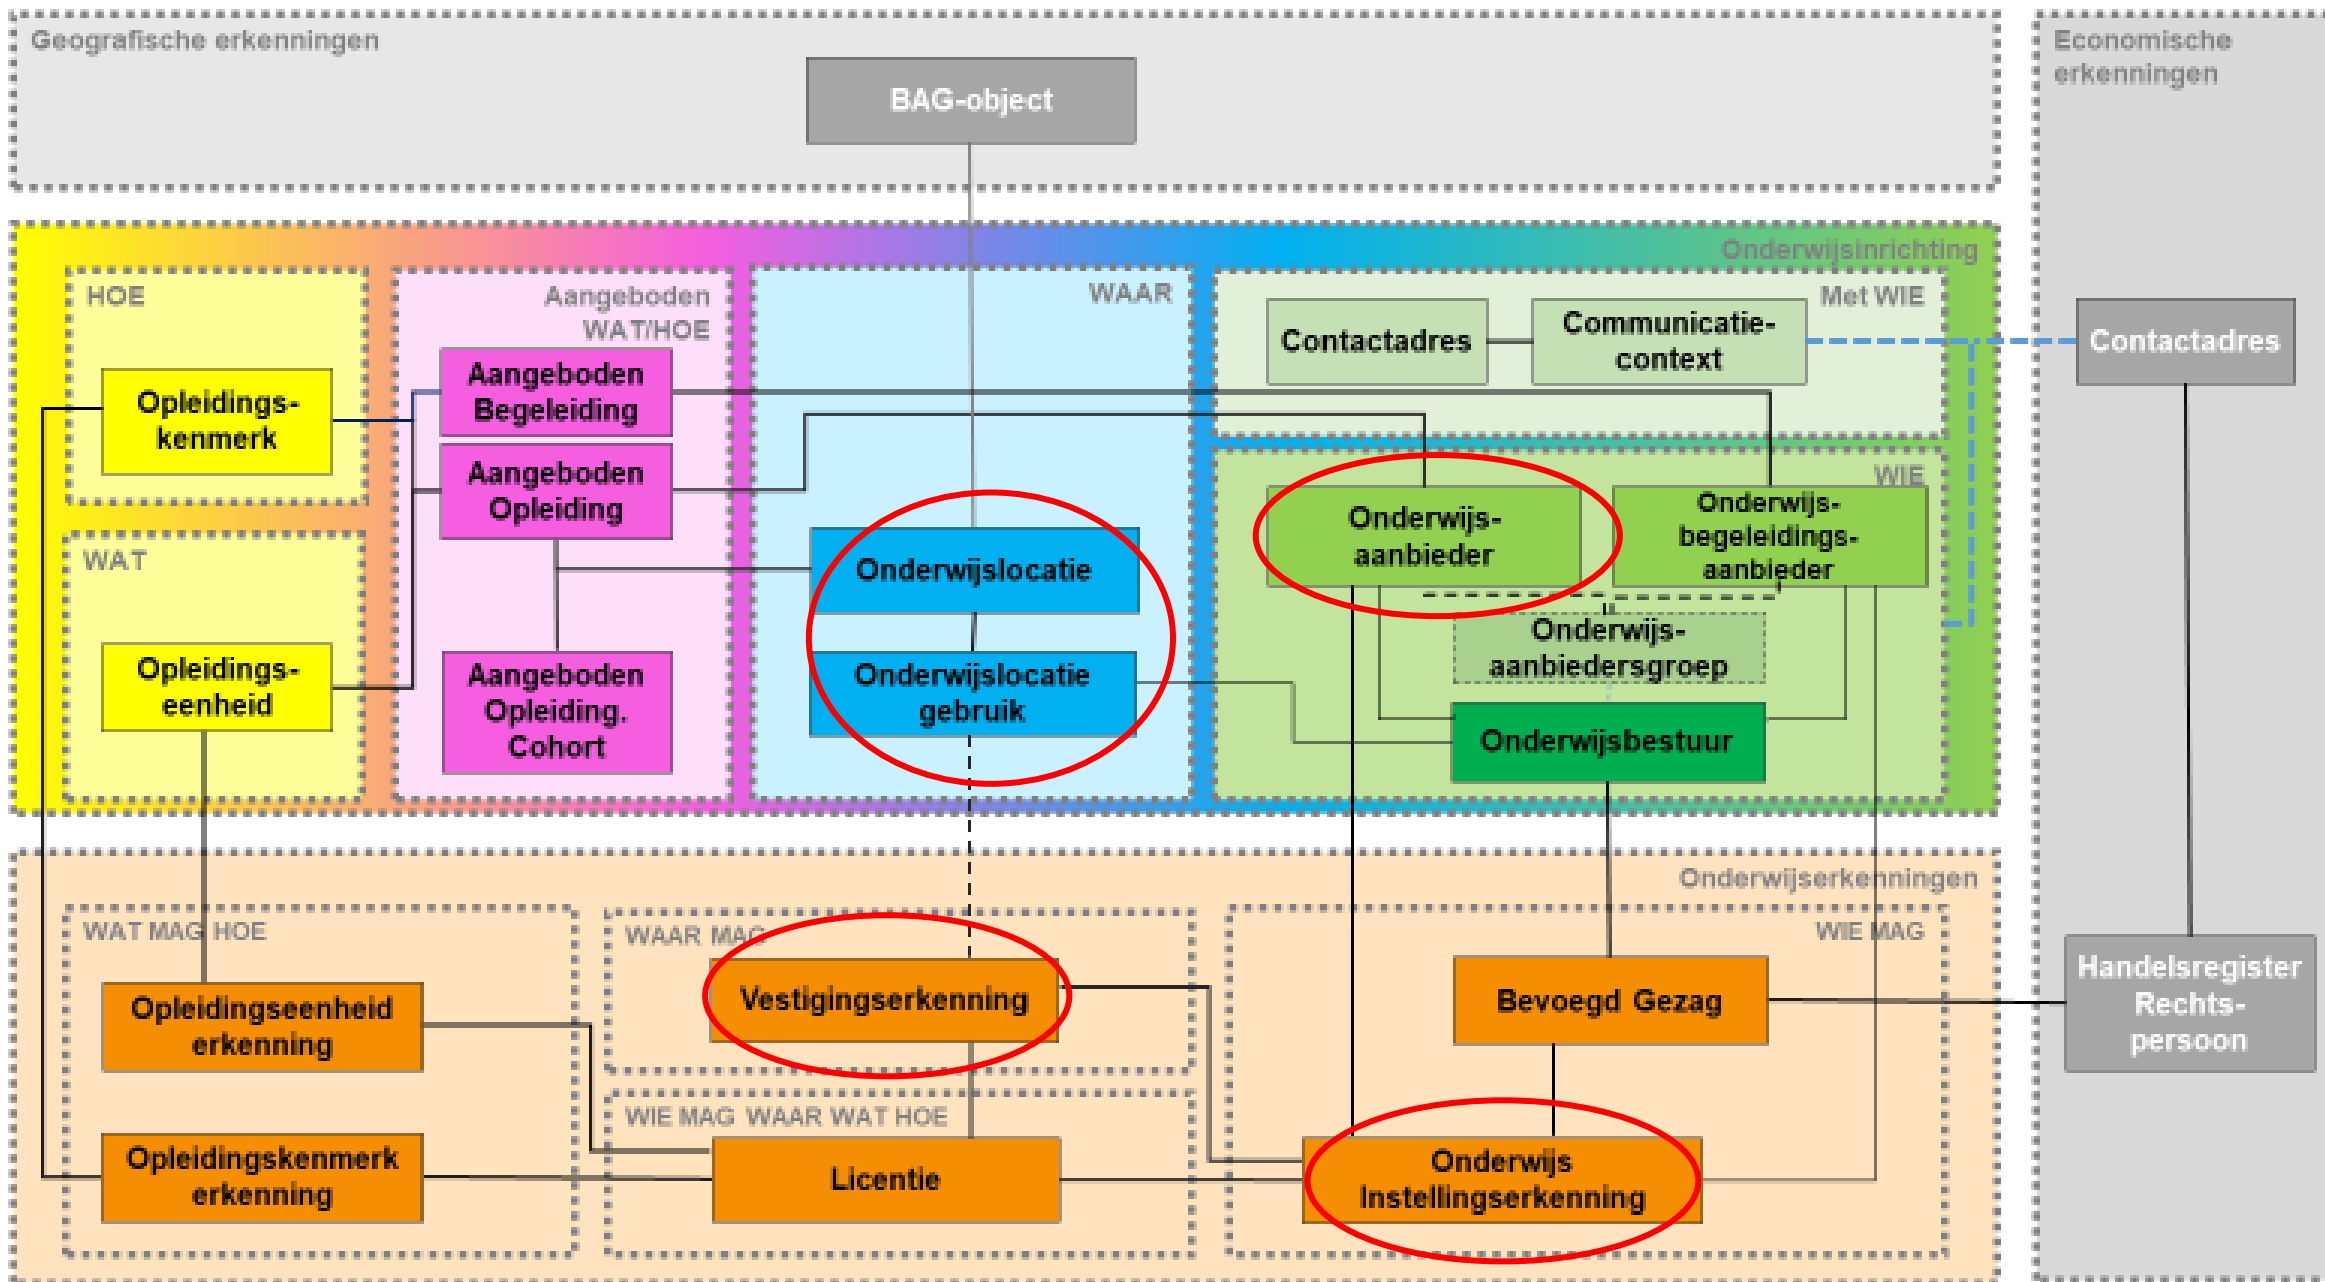 Geografische erkenningen
BAG-object
Economische
erkenningen
Onderwijsinrichting
HOE
Opleidings-
kenmerk
WAT
Opleidings-
eenheid
Aangeboden
WAT/HOE
Aangeboden
Begeleiding
Aangeboden
Opleiding
Aangeboden
Opleiding.
Cohort
WAAR
Onderwijslocatie
Onderwijslocatie
gebruik
Met WIE
Contactadres
Communicatie-
context
WIE
Onderwijs-
aanbieder
Onderwijs-
begeleidings-
aanbieder
Onderwijs-
aanbiedersgroep
Onderwijsbestuur
Contactadres
Handelsregister
Rechts-
persoon
Onderwijserkenningen
WAT MAG HOE
Opleidingseenheid
erkenning
Opleidingskenmerk
erkenning
WAAR MAG
Vestigingserkenning
WIE MAG WAAR WAT HOE
Licentie
WIE MAG
Bevoegd Gezag
Onderwijs
Instellingserkenning